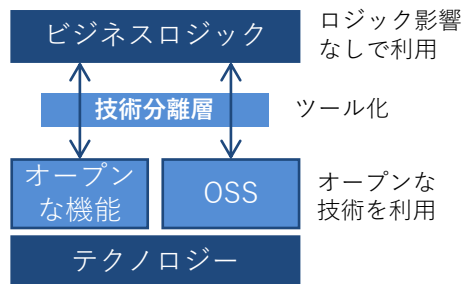 ビジネスロジック
ロジック影響
なしで利用
技術分離層
ツール化
オープン
な機能
OSS
オープンな
技術を利用
テクノロジー